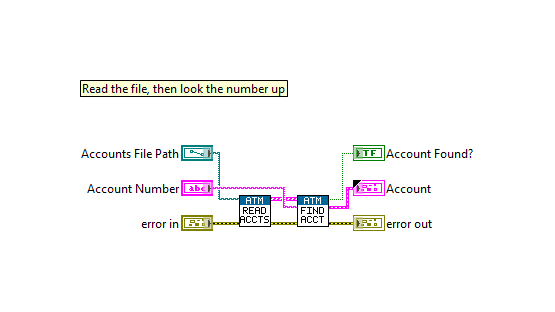 Read the file, then look the number up
Accounts File Path
TF
Account Found?
Account Number
abc
ATM
READ
ACCTS
ATM
FIND
ACCT
Account
error in
error out